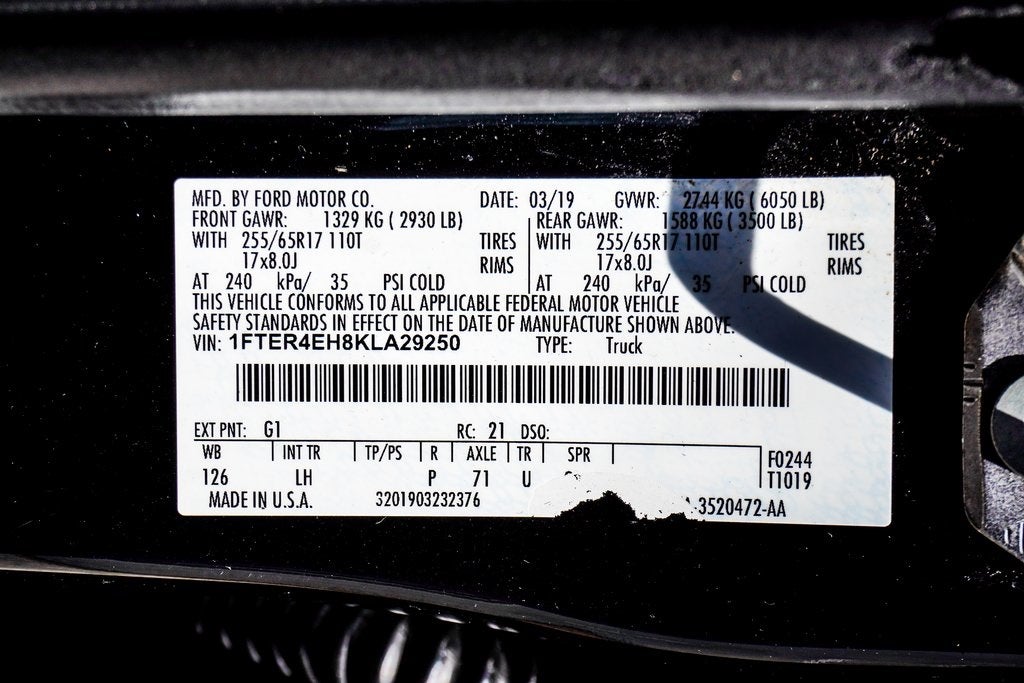 MFD. BY FORD MOTOR CO. DATE: 03/19 GVWR: 2744 KG ( 6050 LB)
FRONT GAWR: 1329 KG ( 2930 LB) REAR GAWR: 1588 KG ( 3500 LB)
WITH 255/65R17 110T TIRES WITH 255/65R17 110T TIRES
17x8.0J RIMS 17x8.0J RIMS
AT 240 kPa/ 35 PSI COLD AT 240 kPa/ 35 PSI COLD
THIS VEHICLE CONFORMS TO ALL APPLICABLE FEDERAL MOTOR VEHICLE
SAFETY STANDARDS IN EFFECT ON THE DATE OF MANUFACTURE SHOWN ABOVE.
VIN: 1FTER4EH8KLA29250 TYPE: Truck
EXT PNT: G1 RC: 21 DSO:
WB INT TR TP/PS R AXLE TR SPR F0244
126 LH P 71 U T1019
MADE IN U.S.A. 3201903232376 3520472-AA